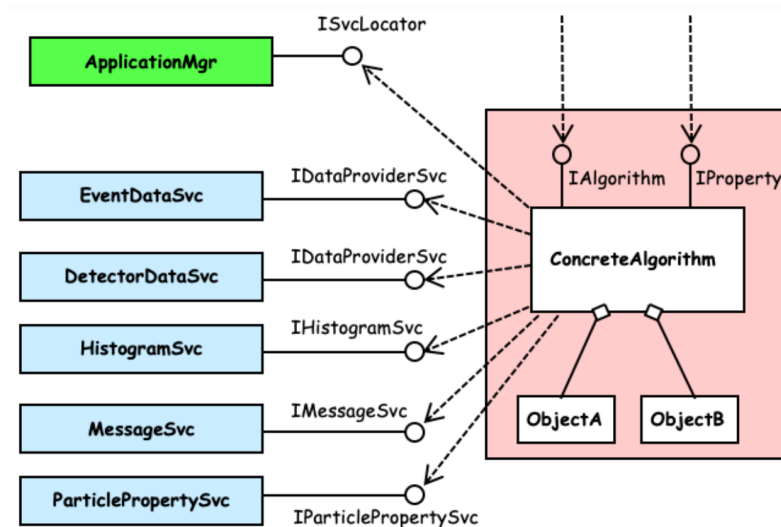 ISvcLocator
ApplicationMgr
IDataProviderSvc
EventDataSvc
IAlgorithm
IProperty
IDataProviderSvc
DetectorDataSvc
ConcreteAlgorithm
IHistogramSvc
HistogramSvc
IMessageSvc
MessageSvc
ObjectA
ObjectB
ParticlePropertySvc
IParticlePropertySvc